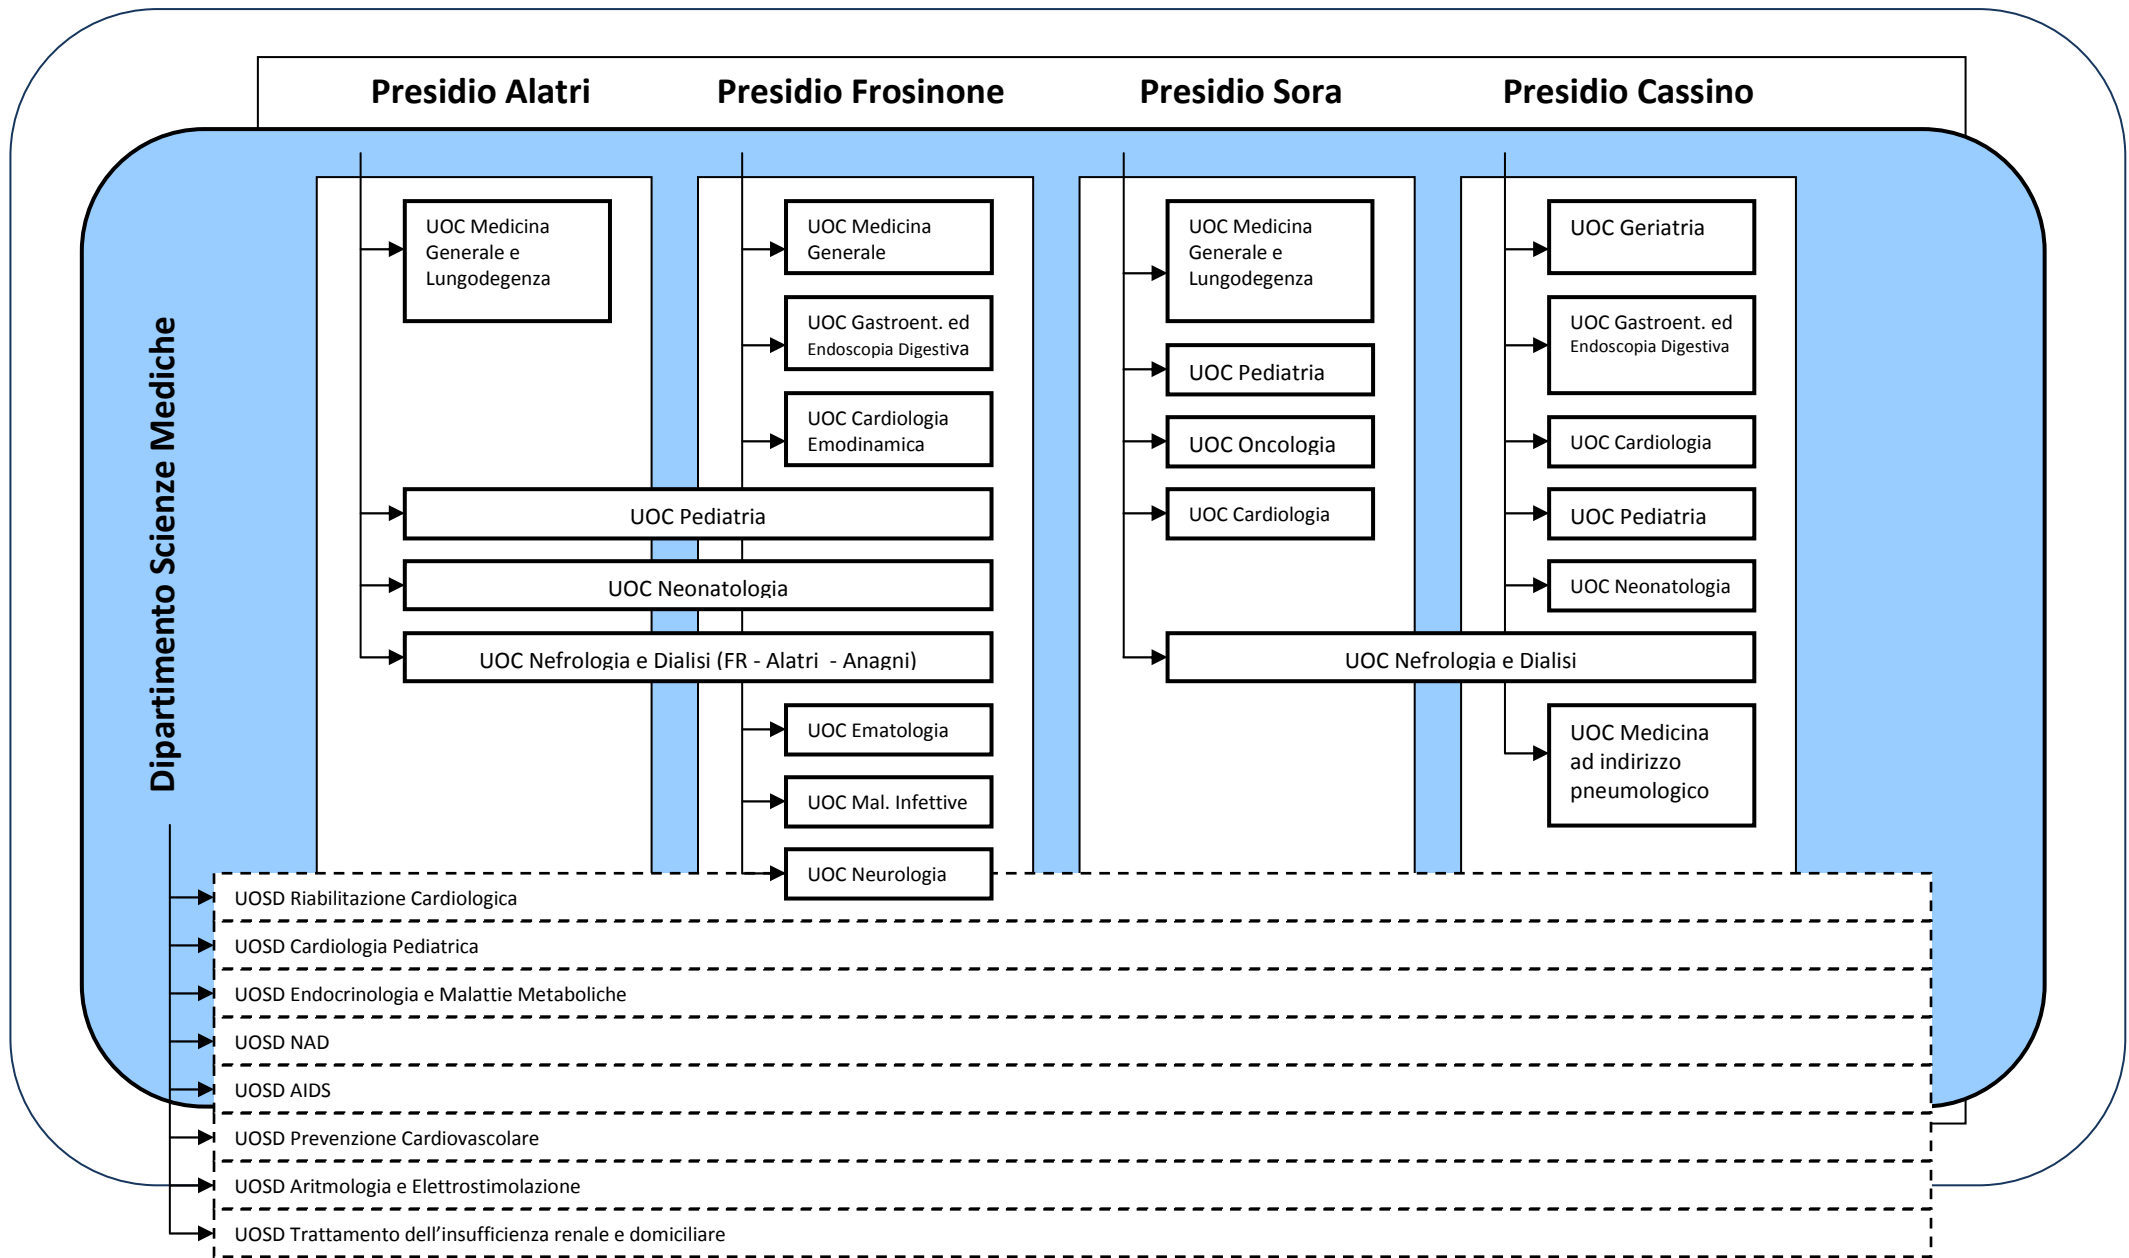 Presidio Alatri
Presidio Frosinone
Presidio Sora
Presidio Cassino
Dipartimento Scienze Mediche
UOC Medicina
Generale e
Lungodegenza
UOC Medicina
Generale
UOC Gastroent. ed
Endoscopia Digestiva
UOC Cardiologia
Emodinamica
UOC Pediatria
UOC Neonatologia
UOC Nefrologia e Dialisi (FR - Alatri - Anagni)
UOC Ematologia
UOC Mal. Infettive
UOC Neurologia
UOC Medicina
Generale e
Lungodegenza
UOC Pediatria
UOC Oncologia
UOC Cardiologia
UOC Nefrologia e Dialisi
UOC Geriatria
UOC Gastroent. ed
Endoscopia Digestiva
UOC Cardiologia
UOC Pediatria
UOC Neonatologia
UOC Medicina
ad indirizzo
pneumologico
UOSD Riabilitazione Cardiologica
UOSD Cardiologia Pediatrica
UOSD Endocrinologia e Malattie Metaboliche
UOSD NAD
UOSD AIDS
UOSD Prevenzione Cardiovascolare
UOSD Aritmologia e Elettrostimolazione
UOSD Trattamento dell’insufficienza renale e domiciliare